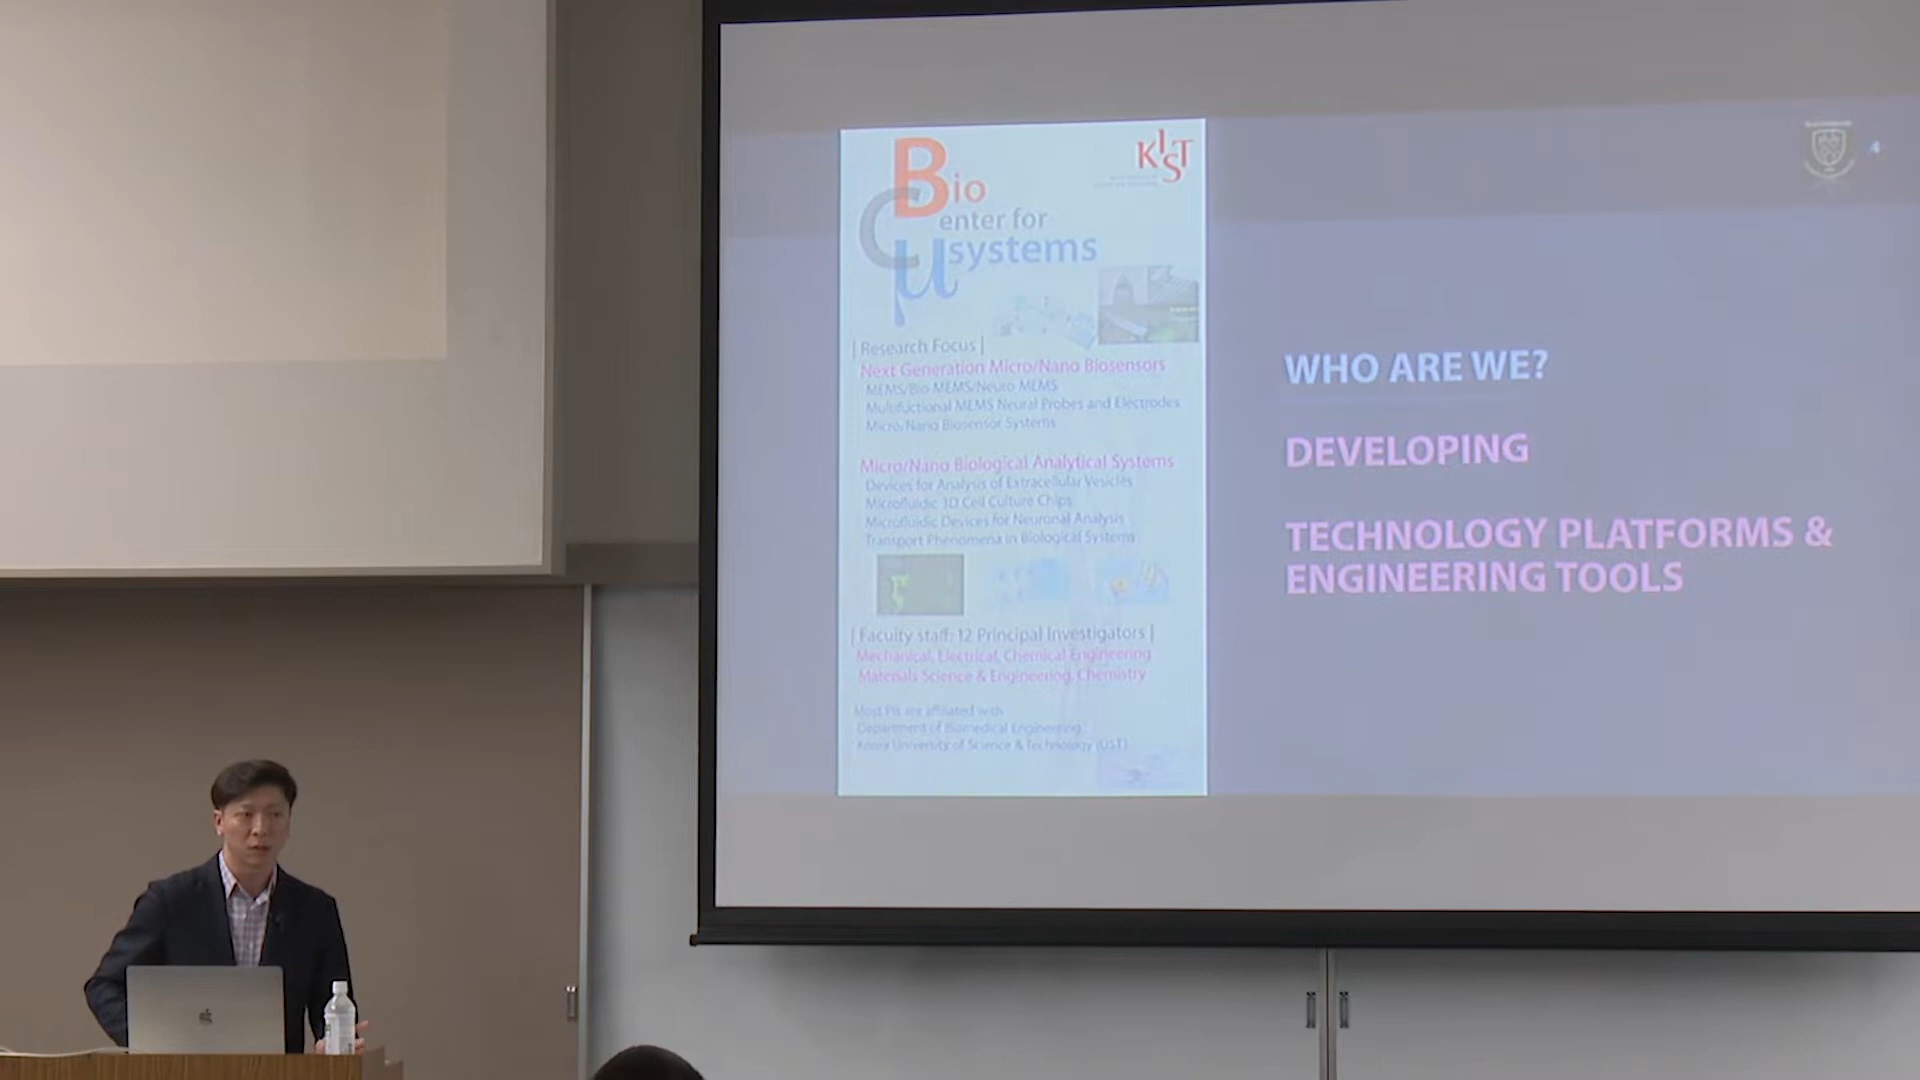 Bio
Center for
µsystems
KIST
| Research Focus |
Next Generation Micro/Nano Biosensors
MEMS/Bio-MEMS/Neuro-MEMS
Multifuctional MEMS Neural Probes and Electrodes
Micro/Nano Biosensor Systems
Micro/Nano Biological Analytical Systems
Devices for Analysis of Extracellular Vesicles
Microfluidic 3D Cell Culture Chips
Microfluidic Devices for Neuronal Analysis
Transport Phenomena in Biological Systems
| Faculty staff: 12 Principal Investigators |
Mechanical, Electrical, Chemical Engineering
Materials Science & Engineering, Chemistry
Most PIs are affiliated with
Department of Biomedical Engineering
Korea University of Science & Technology (UST)
4
WHO ARE WE?
DEVELOPING
TECHNOLOGY PLATFORMS &
ENGINEERING TOOLS